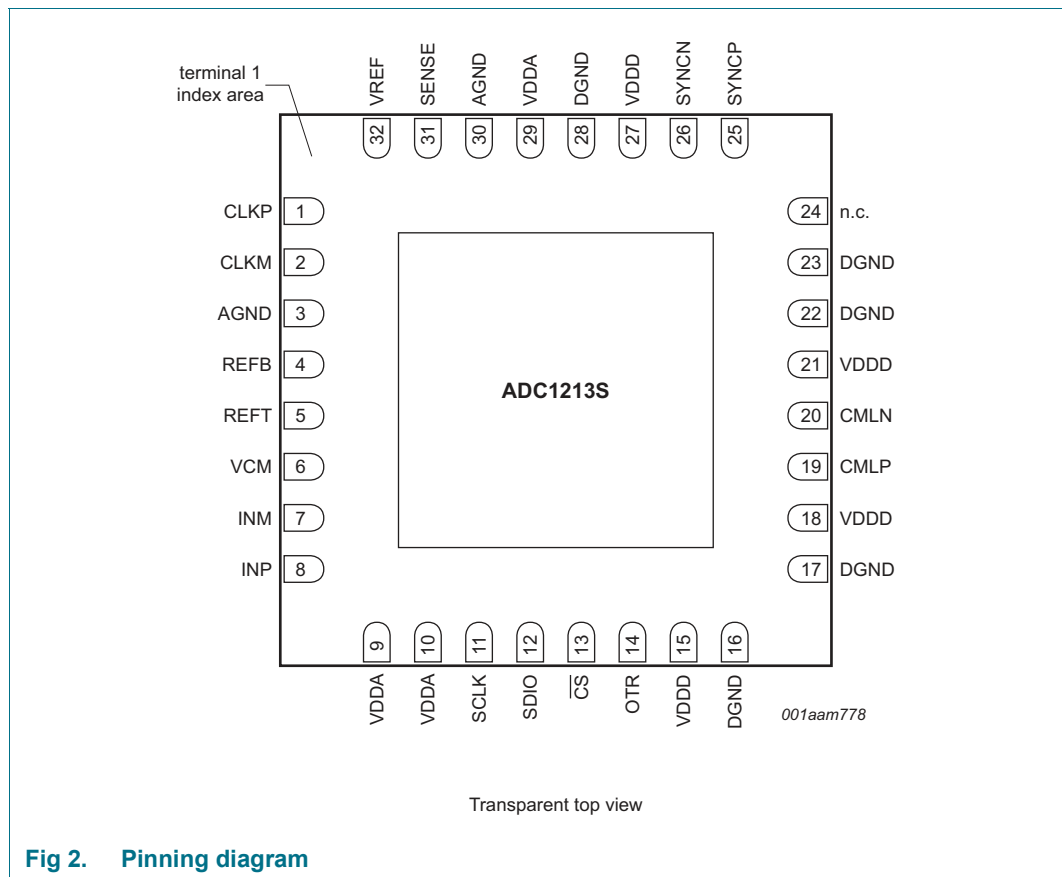 terminal 1
index area
VREF
SENSE
AGND
VDDA
DGND
VDDD
SYNCN
SYNCP
32
31
30
29
28
27
26
25
CLKP 1
CLKM 2
AGND 3
REFB 4
REFT 5
VCM 6
INM 7
INP 8
ADC1213S
24 n.c.
23 DGND
22 DGND
21 VDDD
20 CMLN
19 CMLP
18 VDDD
17 DGND
9
10
11
12
13
14
15
16
VDDA
VDDA
SCLK
SDIO
C̅S̅
OTR
VDDD
DGND
001aam778
Transparent top view
Fig 2. Pinning diagram